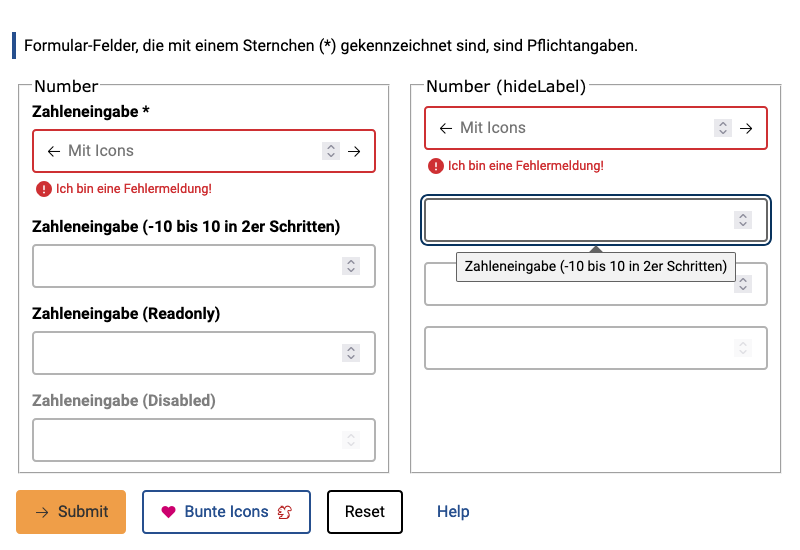 Formular-Felder, die mit einem Sternchen (*) gekennzeichnet sind, sind Pflichtangaben.
Number
Zahleneingabe *
Mit Icons
Ich bin eine Fehlermeldung!
Zahleneingabe (-10 bis 10 in 2er Schritten)
Zahleneingabe (Readonly)
Zahleneingabe (Disabled)
Number (hideLabel)
Mit Icons
Ich bin eine Fehlermeldung!
Zahleneingabe (-10 bis 10 in 2er Schritten)
Submit
Bunte Icons
Reset
Help